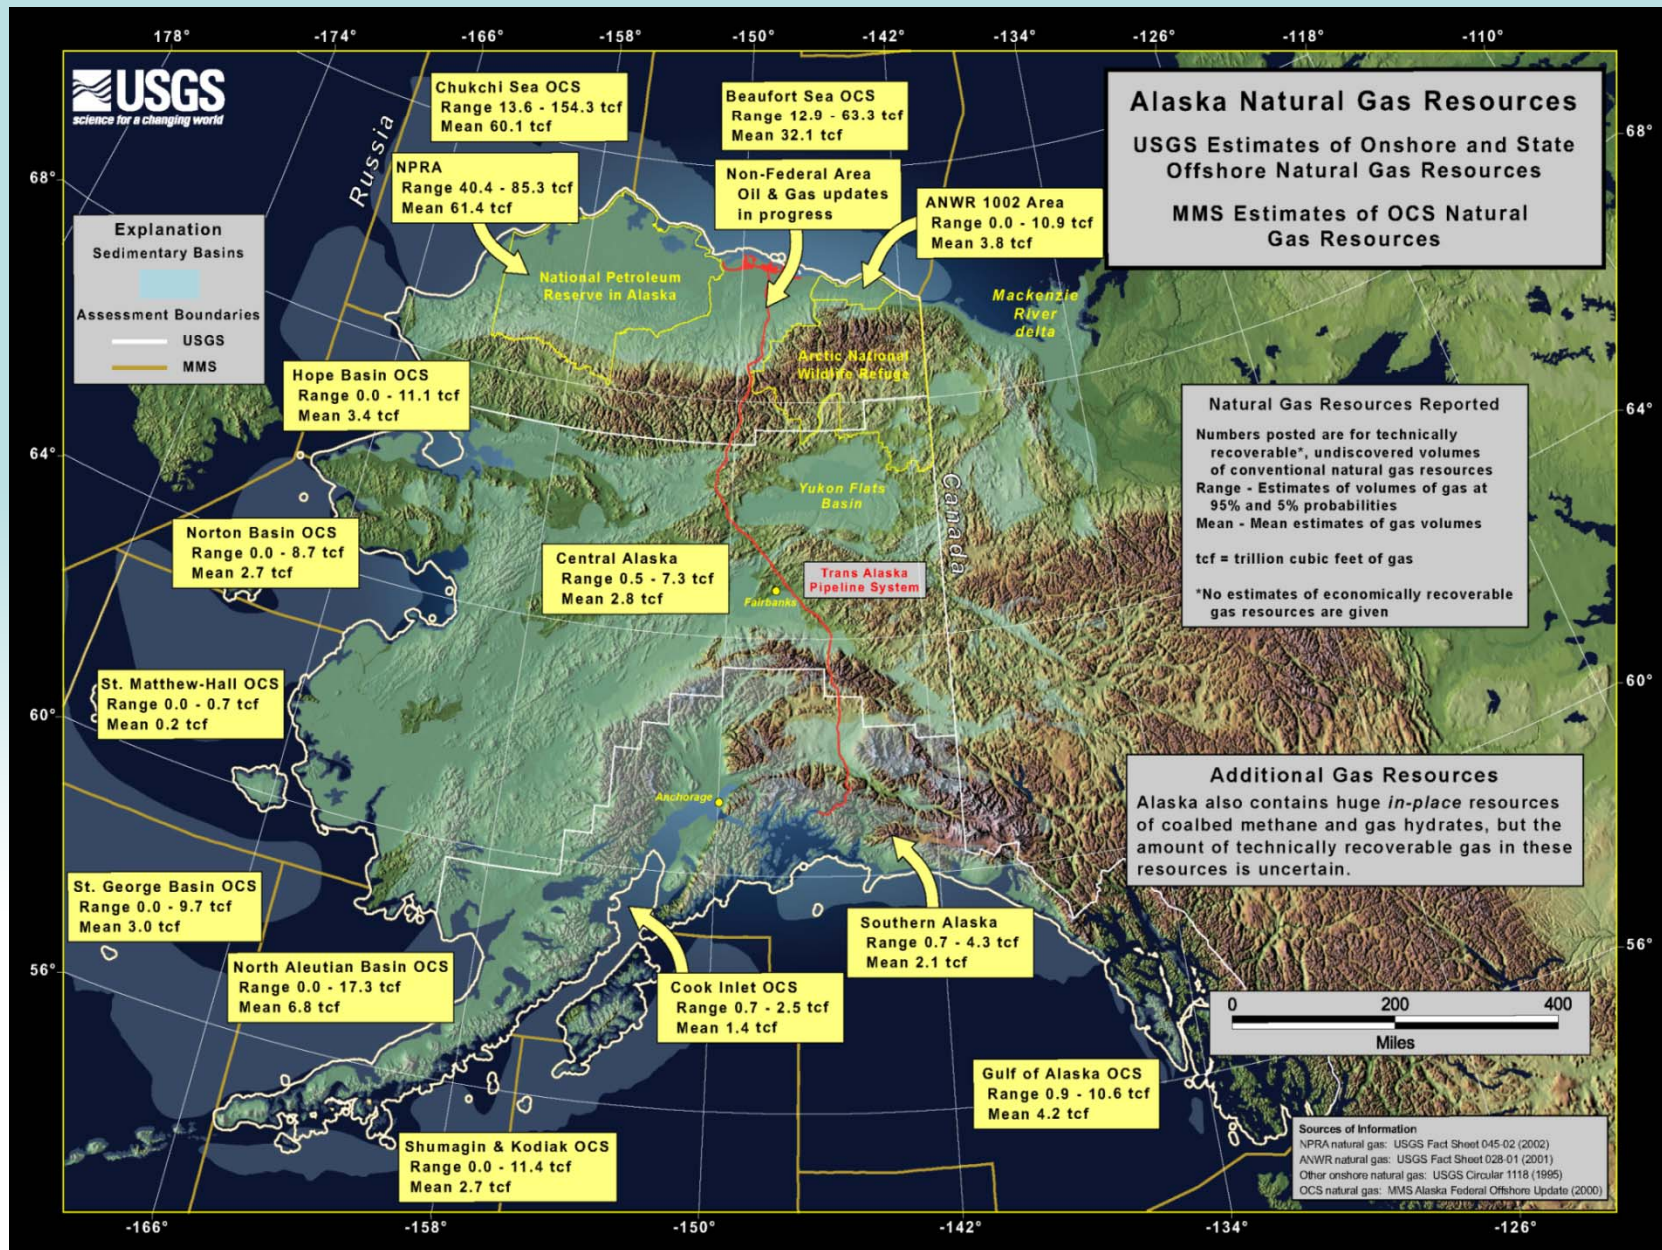 178°
-174°
-166°
-158°
-150°
-142°
-134°
-126°
-118°
-110°
USGS
science for a changing world
Russia
Chukchi Sea OCS
Range 13.6 - 154.3 tcf
Mean 60.1 tcf
Beaufort Sea OCS
Range 12.9 - 63.3 tcf
Mean 32.1 tcf
Alaska Natural Gas Resources
USGS Estimates of Onshore and State
Offshore Natural Gas Resources
MMS Estimates of OCS Natural
Gas Resources
68°
68°
NPRA
Range 40.4 - 85.3 tcf
Mean 61.4 tcf
Non-Federal Area
Oil & Gas updates
in progress
ANWR 1002 Area
Range 0.0 - 10.9 tcf
Mean 3.8 tcf
Explanation
Sedimentary Basins
Assessment Boundaries
USGS
MMS
National Petroleum
Reserve in Alaska
Mackenzie
River
delta
Arctic National
Wildlife Refuge
Hope Basin OCS
Range 0.0 - 11.1 tcf
Mean 3.4 tcf
64°
64°
Natural Gas Resources Reported
Numbers posted are for technically
recoverable*, undiscovered volumes
of conventional natural gas resources
Range - Estimates of volumes of gas at
95% and 5% probabilities
Mean - Mean estimates of gas volumes
tcf = trillion cubic feet of gas
*No estimates of economically recoverable
gas resources are given
Yukon Flats
Basin
Canada
Norton Basin OCS
Range 0.0 - 8.7 tcf
Mean 2.7 tcf
Central Alaska
Range 0.5 - 7.3 tcf
Mean 2.8 tcf
Trans Alaska
Pipeline System
Fairbanks
St. Matthew-Hall OCS
Range 0.0 - 0.7 tcf
Mean 0.2 tcf
60°
60°
Anchorage
Additional Gas Resources
Alaska also contains huge in-place resources
of coalbed methane and gas hydrates, but the
amount of technically recoverable gas in these
resources is uncertain.
St. George Basin OCS
Range 0.0 - 9.7 tcf
Mean 3.0 tcf
Southern Alaska
Range 0.7 - 4.3 tcf
Mean 2.1 tcf
56°
56°
North Aleutian Basin OCS
Range 0.0 - 17.3 tcf
Mean 6.8 tcf
Cook Inlet OCS
Range 0.7 - 2.5 tcf
Mean 1.4 tcf
0
200
400
Miles
Gulf of Alaska OCS
Range 0.9 - 10.6 tcf
Mean 4.2 tcf
Shumagin & Kodiak OCS
Range 0.0 - 11.4 tcf
Mean 2.7 tcf
Sources of Information
NPRA natural gas: USGS Fact Sheet 045-02 (2002)
ANWR natural gas: USGS Fact Sheet 028-01 (2001)
Other onshore natural gas: USGS Circular 1118 (1995)
OCS natural gas: MMS Alaska Federal Offshore Update (2000)
-166°
-158°
-150°
-142°
-134°
-126°